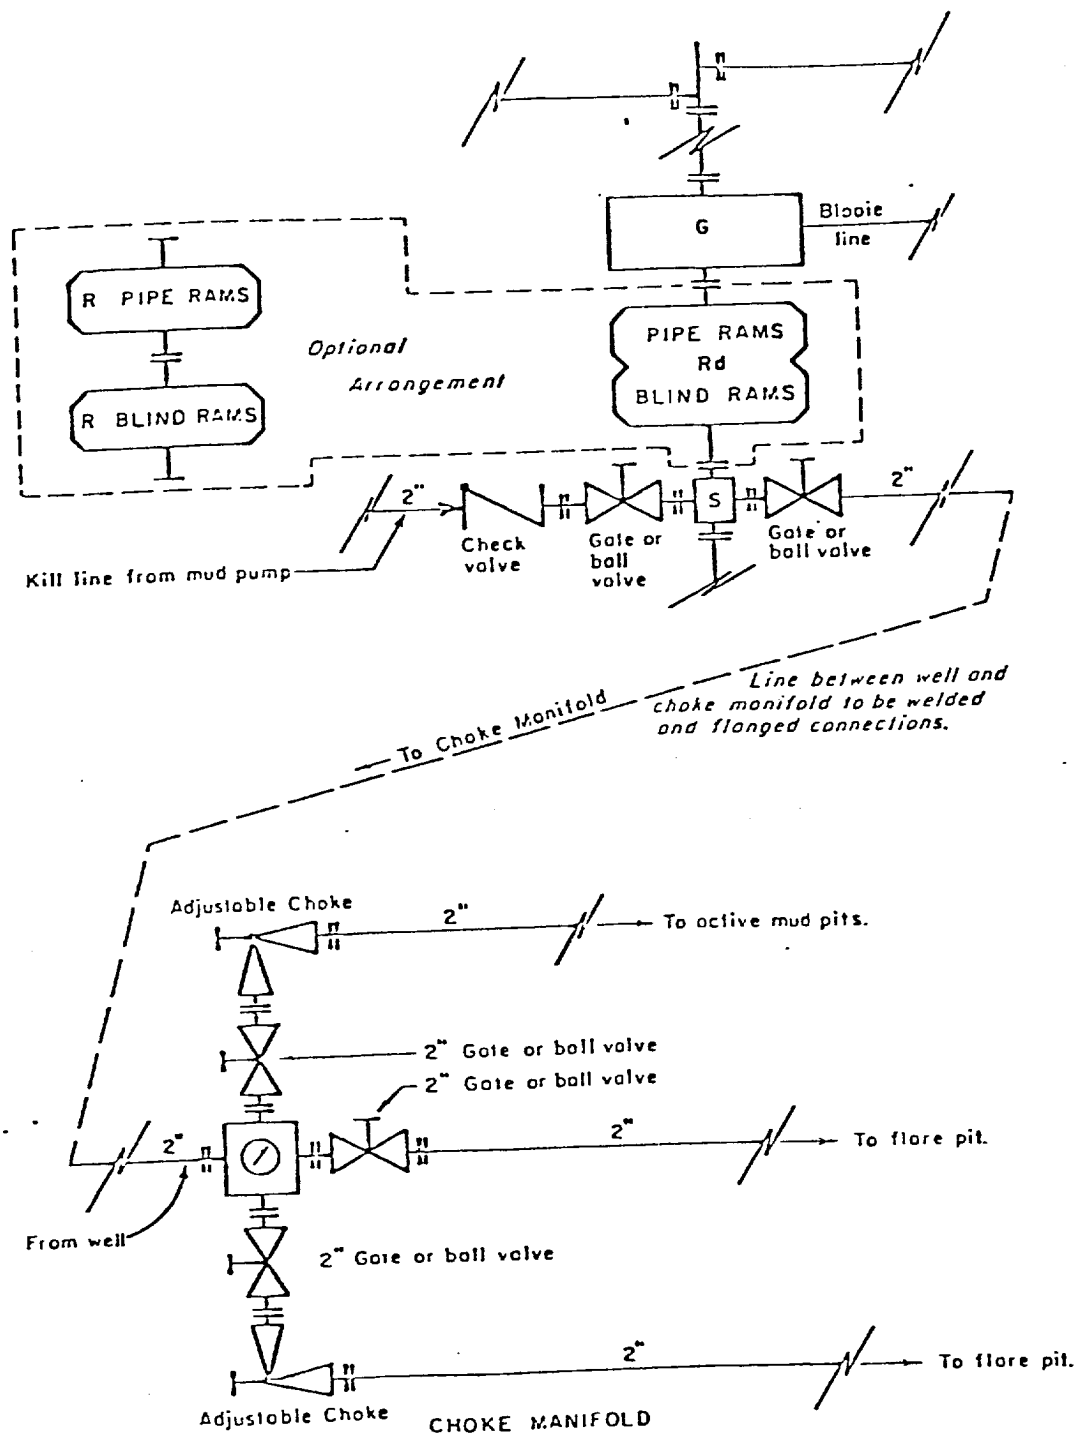 G
Blooie
line
R PIPE RAMS
R BLIND RAMS
Optional
Arrangement
PIPE RAMS
Rd
BLIND RAMS
2"
S
2"
Check
valve
Gate or
ball
valve
Gate or
ball valve
Kill line from mud pump
Line between well and
choke manifold to be welded
and flanged connections.
To Choke Manifold
Adjustable Choke
2"
To active mud pits.
2" Gate or ball valve
2" Gate or ball valve
2"
2"
To flare pit.
From well
2" Gate or ball valve
2"
To flare pit.
Adjustable Choke
CHOKE MANIFOLD